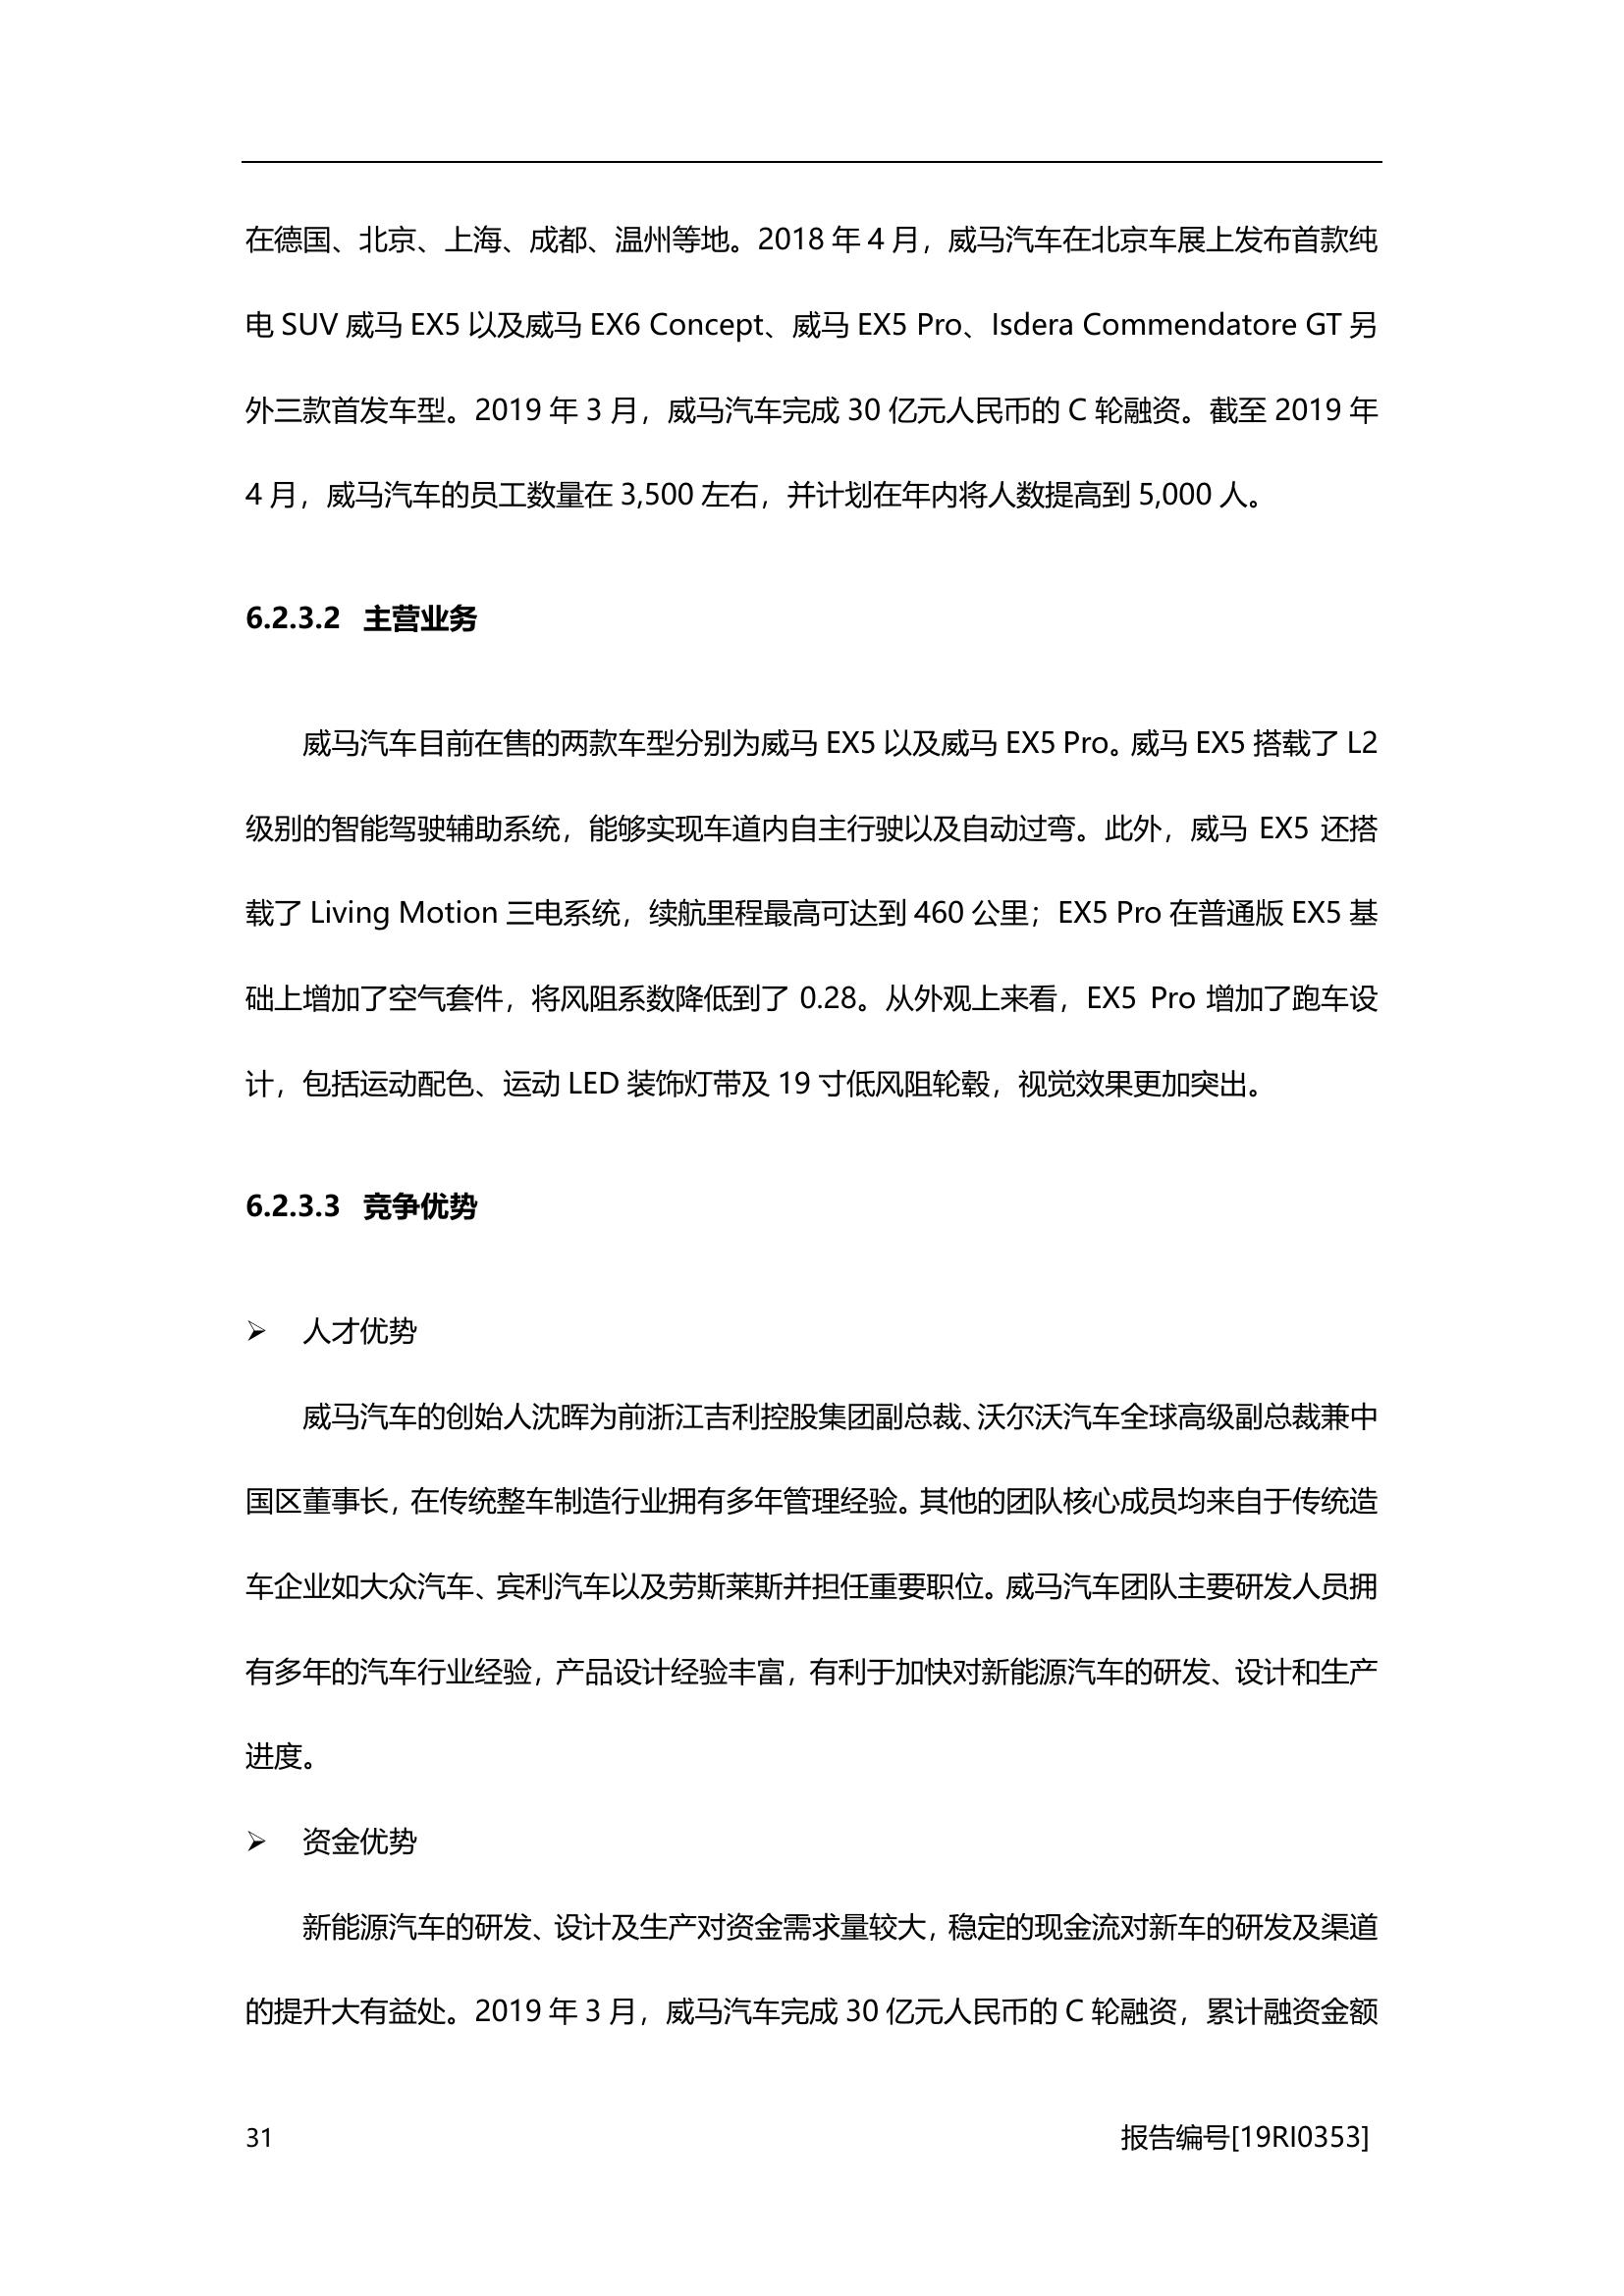 在德国、北京、上海、成都、温州等地。2018 年 4 月，威马汽车在北京车展上发布首款纯
电 SUV 威马 EX5 以及威马 EX6 Concept、威马 EX5 Pro、Isdera Commendatore GT 另
外三款首发车型。2019 年 3 月，威马汽车完成 30 亿元人民币的 C 轮融资。截至 2019 年
4 月，威马汽车的员工数量在 3,500 左右，并计划在年内将人数提高到 5,000 人。
6.2.3.2 主营业务
威马汽车目前在售的两款车型分别为威马 EX5 以及威马 EX5 Pro。威马 EX5 搭载了 L2
级别的智能驾驶辅助系统，能够实现车道内自主行驶以及自动过弯。此外，威马 EX5 还搭
载了 Living Motion 三电系统，续航里程最高可达到 460 公里；EX5 Pro 在普通版 EX5 基
础上增加了空气套件，将风阻系数降低到了 0.28。从外观上来看，EX5 Pro 增加了跑车设
计，包括运动配色、运动 LED 装饰灯带及 19 寸低风阻轮毂，视觉效果更加突出。
6.2.3.3 竞争优势
➢ 人才优势
威马汽车的创始人沈晖为前浙江吉利控股集团副总裁、沃尔沃汽车全球高级副总裁兼中
国区董事长，在传统整车制造行业拥有多年管理经验。其他的团队核心成员均来自于传统造
车企业如大众汽车、宾利汽车以及劳斯莱斯并担任重要职位。威马汽车团队主要研发人员拥
有多年的汽车行业经验，产品设计经验丰富，有利于加快对新能源汽车的研发、设计和生产
进度。
➢ 资金优势
新能源汽车的研发、设计及生产对资金需求量较大，稳定的现金流对新车的研发及渠道
的提升大有益处。2019 年 3 月，威马汽车完成 30 亿元人民币的 C 轮融资，累计融资金额
31 报告编号[19RI0353]